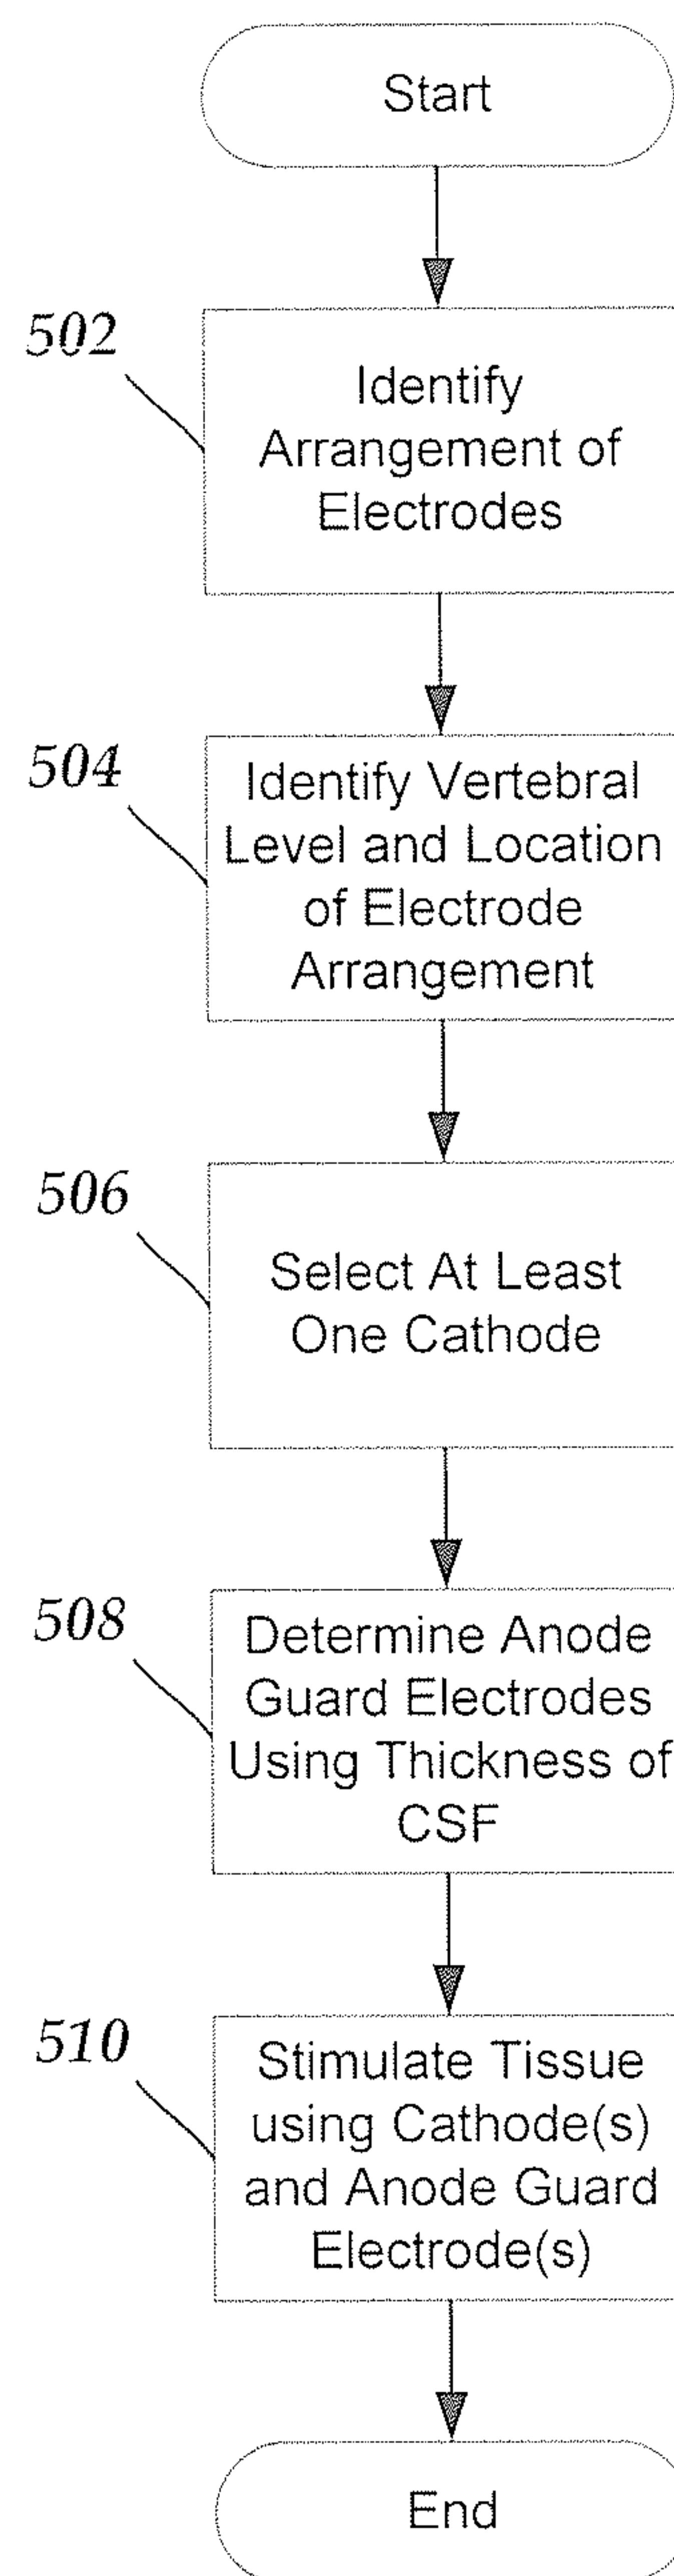 Start
502
Identify
Arrangement of
Electrodes
504
Identify Vertebral
Level and Location
of Electrode
Arrangement
506
Select At Least
One Cathode
508
Determine Anode
Guard Electrodes
Using Thickness of
CSF
510
Stimulate Tissue
using Cathode(s)
and Anode Guard
Electrode(s)
End